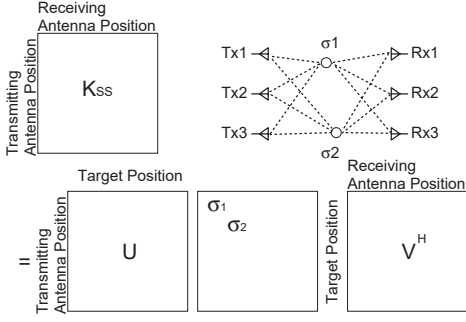 Receiving
Antenna Position
Transmitting
Antenna Position
KSS
Tx1
Tx2
Tx3
σ1
σ2
Rx1
Rx2
Rx3
=
Target Position
Transmitting
Antenna Position
U
σ1
σ2
Receiving
Antenna Position
Target Position
VH